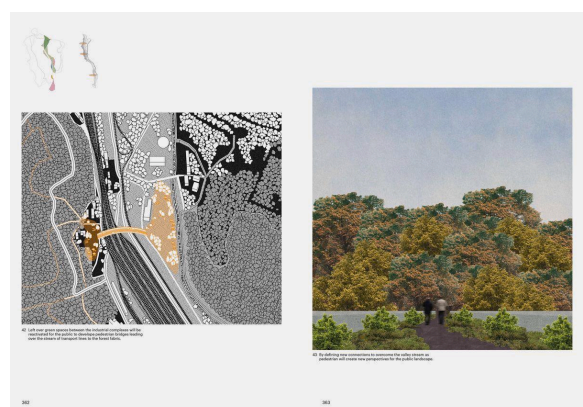 42 Left over green spaces between the industrial complexes will be
reactivated for the public to develope pedestrian bridges leading
over the stream of transport lines to the forest fabric.
43 By defining new connections to overcome the valley stream as
pedestrian will create new perspectives for the public landscape.
362
363